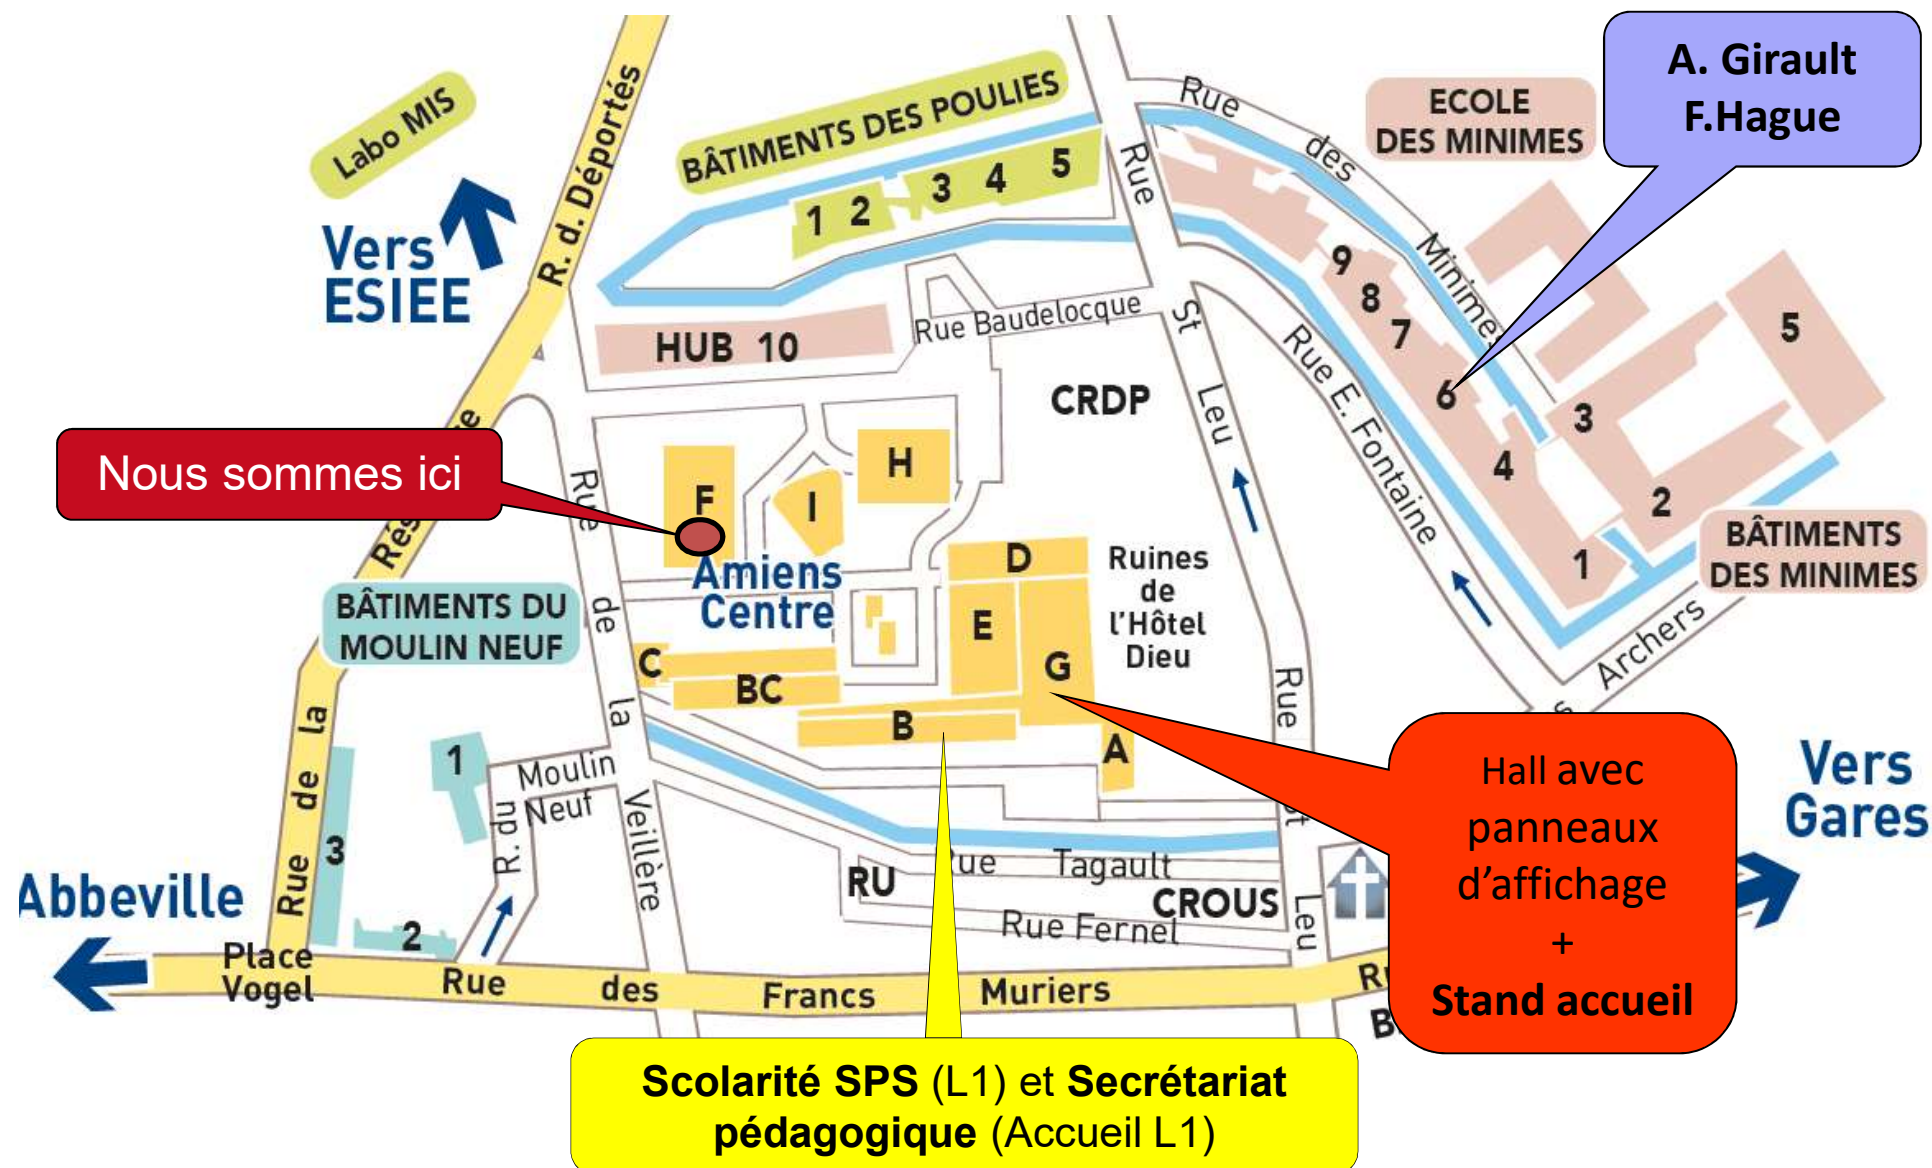 Labo MIS
R. d. Déportés
BÂTIMENTS DES POULIES
1 2 3 4 5
Rue
des
Minimes
ECOLE
DES MINIMES
A. Girault
F.Hague
Vers
ESIEE
HUB 10
Rue Baudelocque
Rue
St
Leu
Rue E. Fontaine
9
8
7
6
5
4
3
2
1
CRDP
Nous sommes ici
F
I
H
Amiens
Centre
D
E
G
Ruines
de
l'Hôtel
Dieu
BÂTIMENTS
DES MINIMES
Archers
BÂTIMENTS DU
MOULIN NEUF
C
BC
B
A
Rue
de
la
Veillère
Rue de la
1
Moulin
Neuf
R. du
3
2
Rue
Leu
Hall avec
panneaux
d'affichage
+
Stand accueil
Vers
Gares
Abbeville
Place
Vogel
RU
Tagault
CROUS
Rue Fernel
Rue des Francs Muriers
Scolarité SPS (L1) et Secrétariat
pédagogique (Accueil L1)